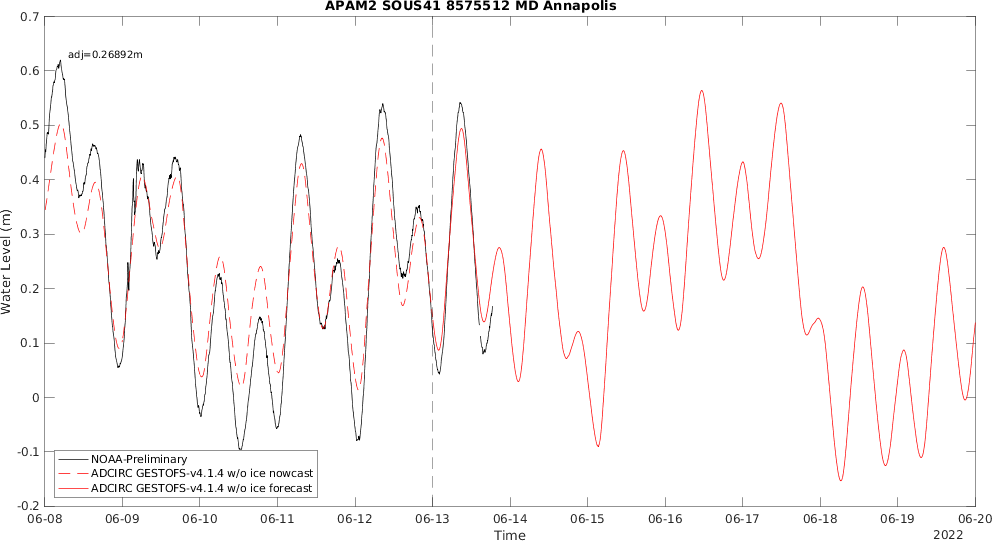 APAM2 SOUS41 8575512 MD Annapolis
adj=0.26892m
0.7
0.6
0.5
0.4
0.3
0.2
0.1
0
-0.1
-0.2
Water Level (m)
NOAA-Preliminary
ADCIRC GESTOFS-v4.1.4 w/o ice nowcast
ADCIRC GESTOFS-v4.1.4 w/o ice forecast
06-08 06-09 06-10 06-11 06-12 06-13 06-14 06-15 06-16 06-17 06-18 06-19 06-20
Time
2022